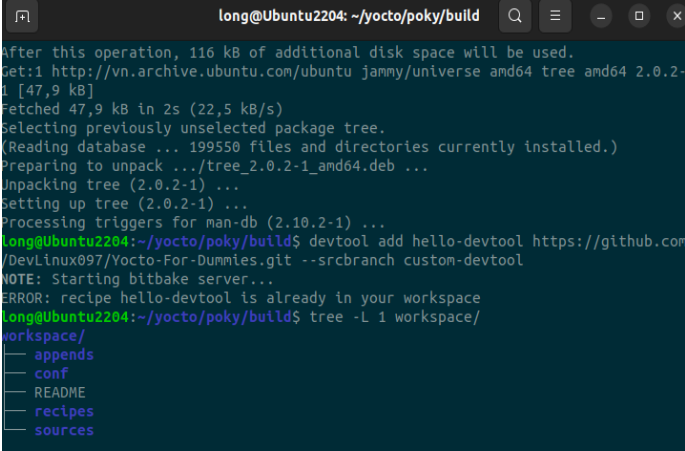 long@Ubuntu2204: ~/yocto/poky/build
After this operation, 116 kB of additional disk space will be used.
Get:1 http://vn.archive.ubuntu.com/ubuntu jammy/universe amd64 tree amd64 2.0.2-
1 [47,9 kB]
Fetched 47,9 kB in 2s (22,5 kB/s)
Selecting previously unselected package tree.
(Reading database ... 199550 files and directories currently installed.)
Preparing to unpack .../tree_2.0.2-1_amd64.deb ...
Unpacking tree (2.0.2-1) ...
Setting up tree (2.0.2-1) ...
Processing triggers for man-db (2.10.2-1) ...
long@Ubuntu2204:~/yocto/poky/build$ devtool add hello-devtool https://github.com
/DevLinux097/Yocto-For-Dummies.git --srcbranch custom-devtool
NOTE: Starting bitbake server...
ERROR: recipe hello-devtool is already in your workspace
long@Ubuntu2204:~/yocto/poky/build$ tree -L 1 workspace/
workspace/
├── appends
├── conf
├── README
├── recipes
└── sources